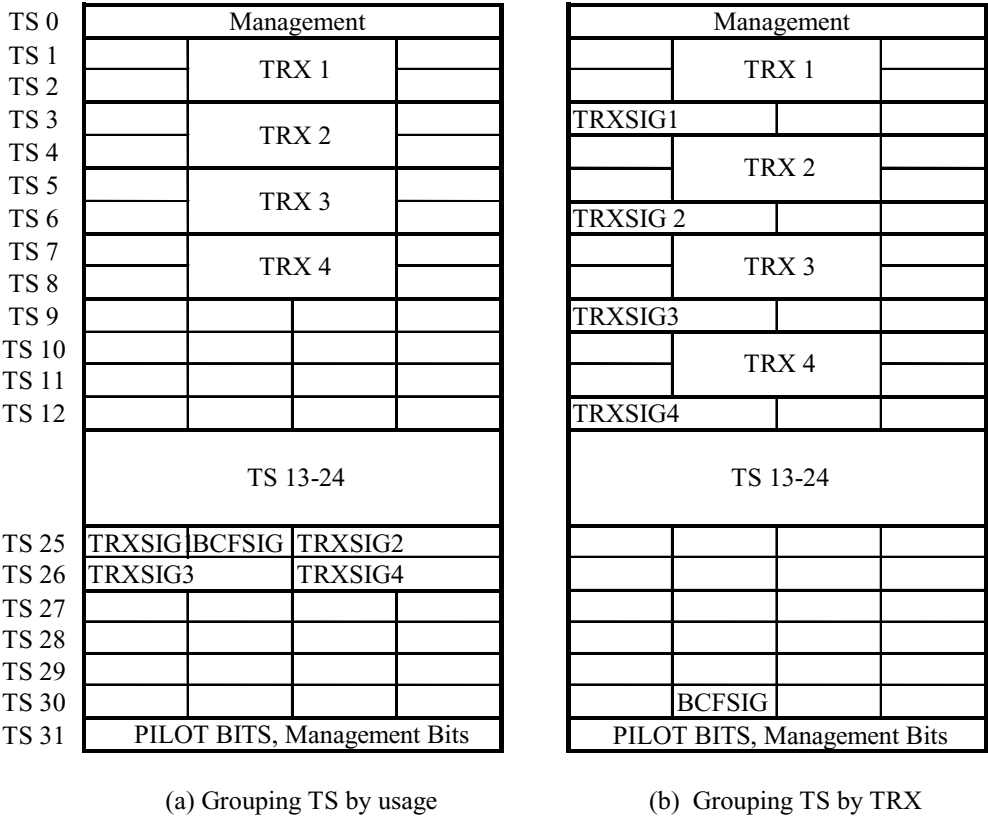 TS 0 Management Management
TS 1
TRX 1 TRX 1
TS 2
TS 3 TRXSIG1
TRX 2
TS 4
TRX 2
TS 5
TRX 3
TS 6 TRXSIG 2
TS 7
TRX 4 TRX 3
TS 8
TS 9 TRXSIG3
TS 10
TRX 4
TS 11
TS 12 TRXSIG4
TS 13-24 TS 13-24
TS 25 TRXSIG1 BCFSIG TRXSIG2
TS 26 TRXSIG3 TRXSIG4
TS 27
TS 28
TS 29
TS 30 BCFSIG
TS 31 PILOT BITS, Management Bits PILOT BITS, Management Bits
(a) Grouping TS by usage (b) Grouping TS by TRX